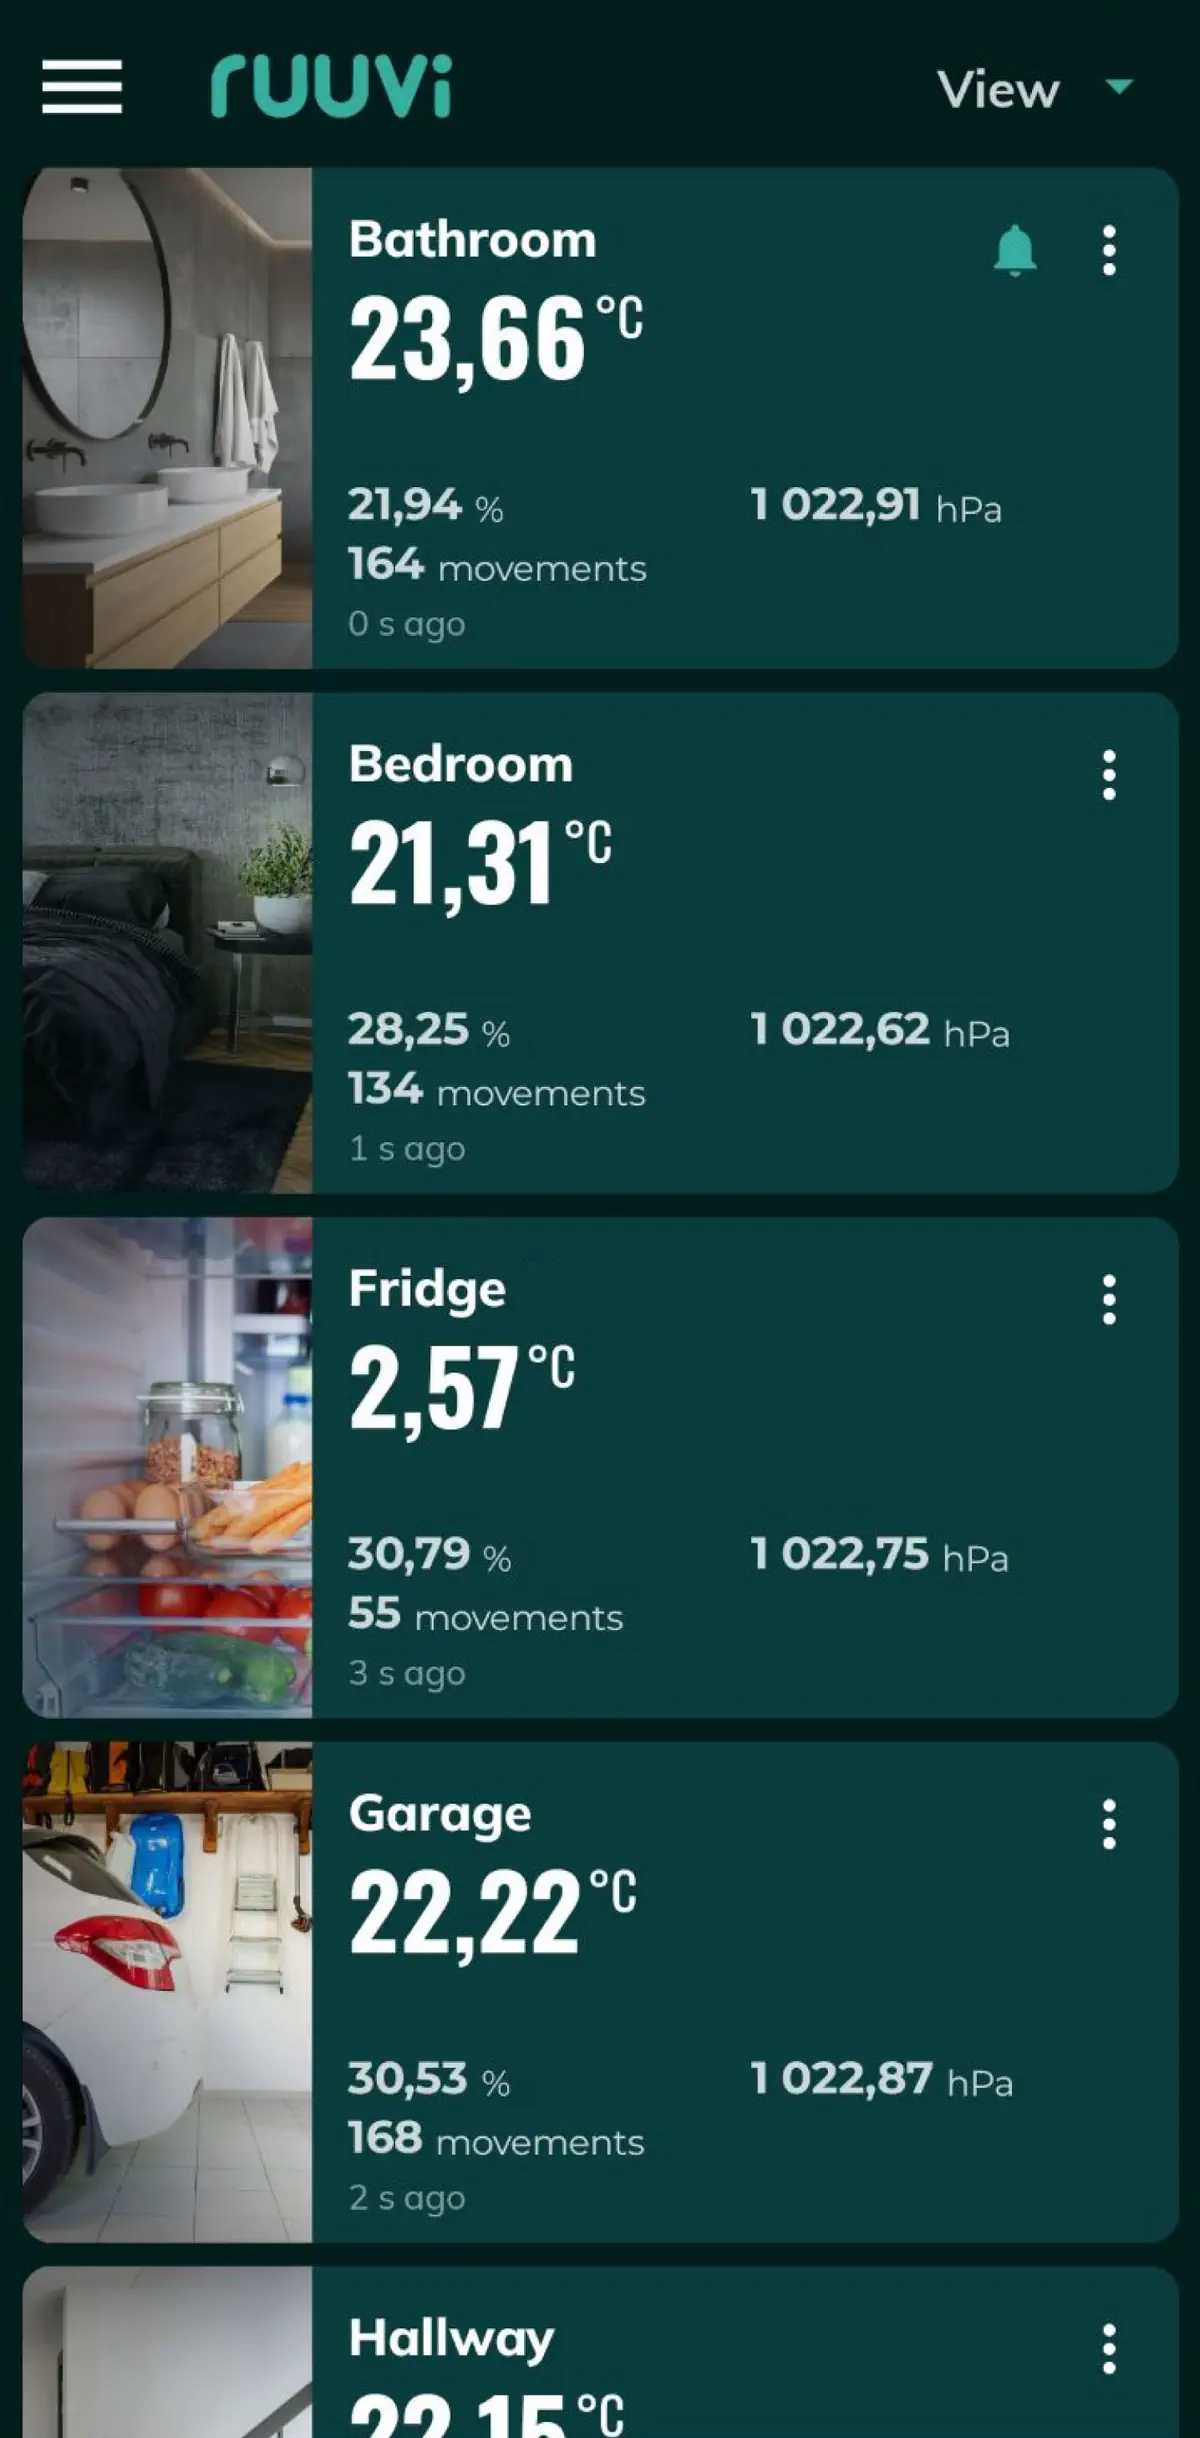 ruuvi View
Bathroom
23,66 °C
21,94 % 1 022,91 hPa
164 movements
0 s ago
Bedroom
21,31 °C
28,25 % 1 022,62 hPa
134 movements
1 s ago
Fridge
2,57 °C
30,79 % 1 022,75 hPa
55 movements
3 s ago
Garage
22,22 °C
30,53 % 1 022,87 hPa
168 movements
2 s ago
Hallway
22,15 °C